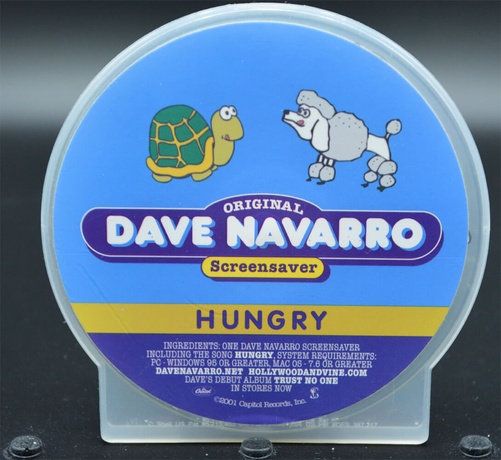 ORIGINAL
DAVE NAVARRO
Screensaver
HUNGRY
INGREDIENTS: ONE DAVE NAVARRO SCREENSAVER
INCLUDING THE SONG HUNGRY, SYSTEM REQUIREMENTS:
PC - WINDOWS 95 OR GREATER, MAC OS - 7.6 OR GREATER
DAVENAVARRO.NET HOLLYWOODANDVINE.COM
DAVE'S DEBUT ALBUM TRUST NO ONE
IN STORES NOW
Capitol
©2001 Capitol Records, Inc.